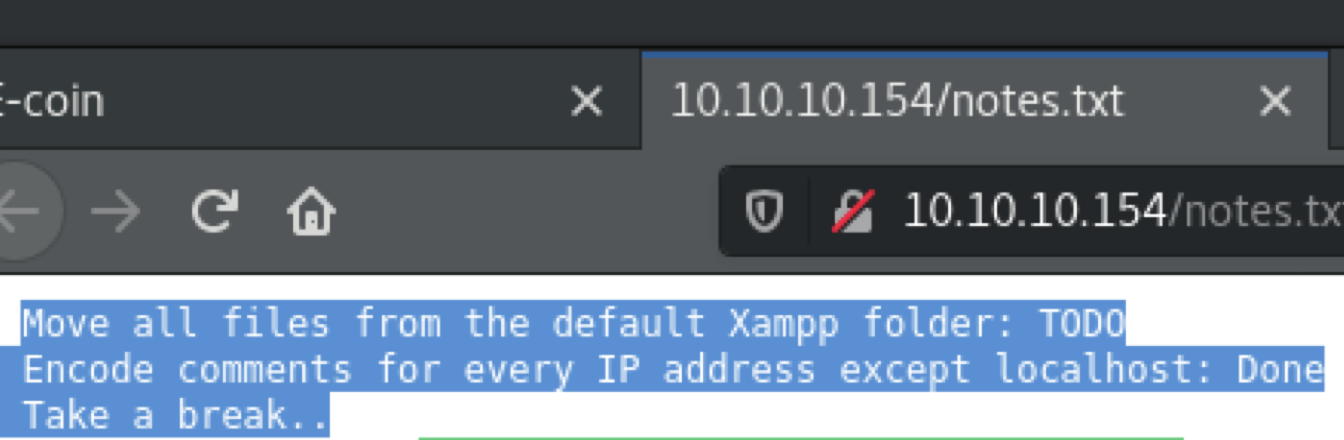 E-coin
10.10.10.154/notes.txt
10.10.10.154/notes.tx
Move all files from the default Xampp folder: TODO
Encode comments for every IP address except localhost: Done
Take a break..